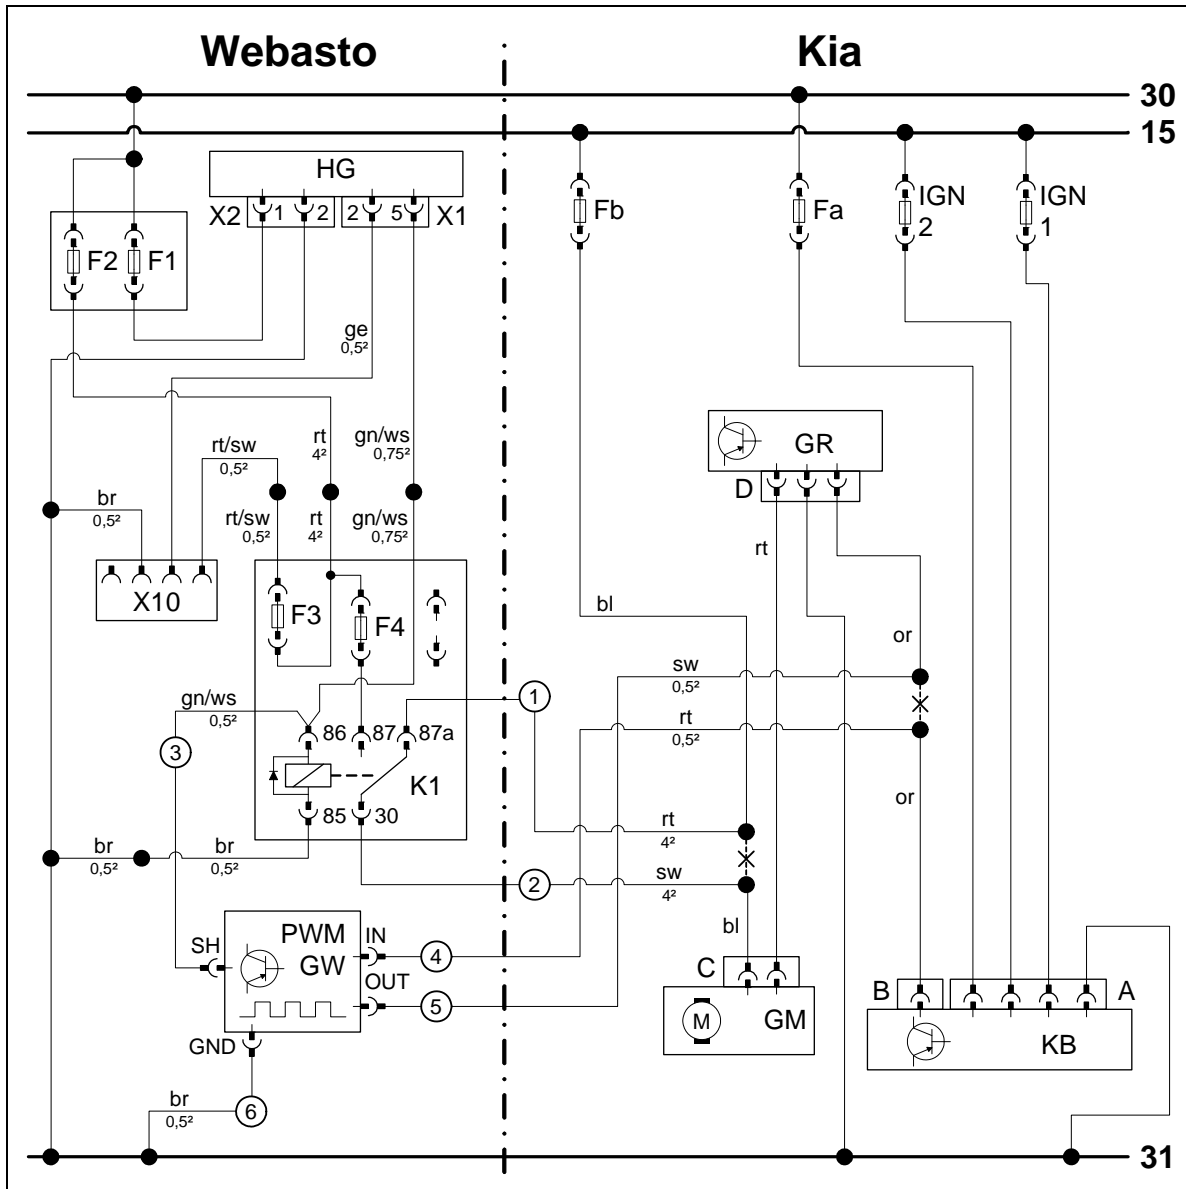 Webasto
Kia
30
15
HG
X2
1
2
2
5
X1
F2
F1
Fb
Fa
IGN
2
IGN
1
ge
0,5²
rt/sw
0,5²
rt
4²
gn/ws
0,75²
br
0,5²
rt/sw
0,5²
rt
4²
gn/ws
0,75²
GR
D
rt
X10
F3
F4
bl
or
sw
0,5²
rt
0,5²
gn/ws
0,5²
1
86
87
87a
3
K1
85
30
or
br
0,5²
br
0,5²
rt
4²
2
sw
4²
bl
PWM
GW
SH
IN
4
OUT
5
GND
C
M
GM
B
A
KB
br
0,5²
6
31